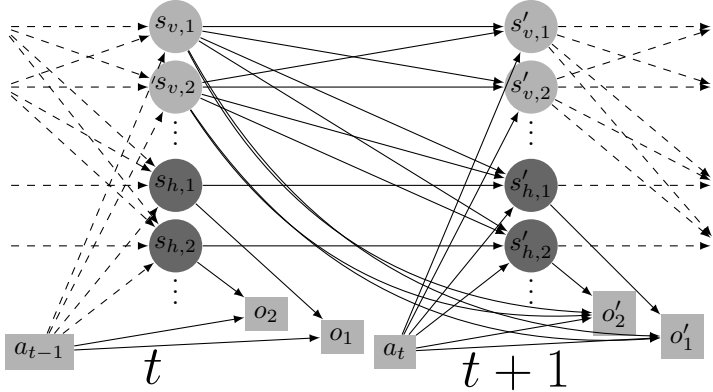 s_{v,1} s'_{v,1}
s_{v,2} s'_{v,2}
⋮ ⋮
s_{h,1} s'_{h,1}
s_{h,2} s'_{h,2}
⋮ ⋮
o_2 o'_2
o_1 o'_1
a_{t−1} a_t
t t + 1